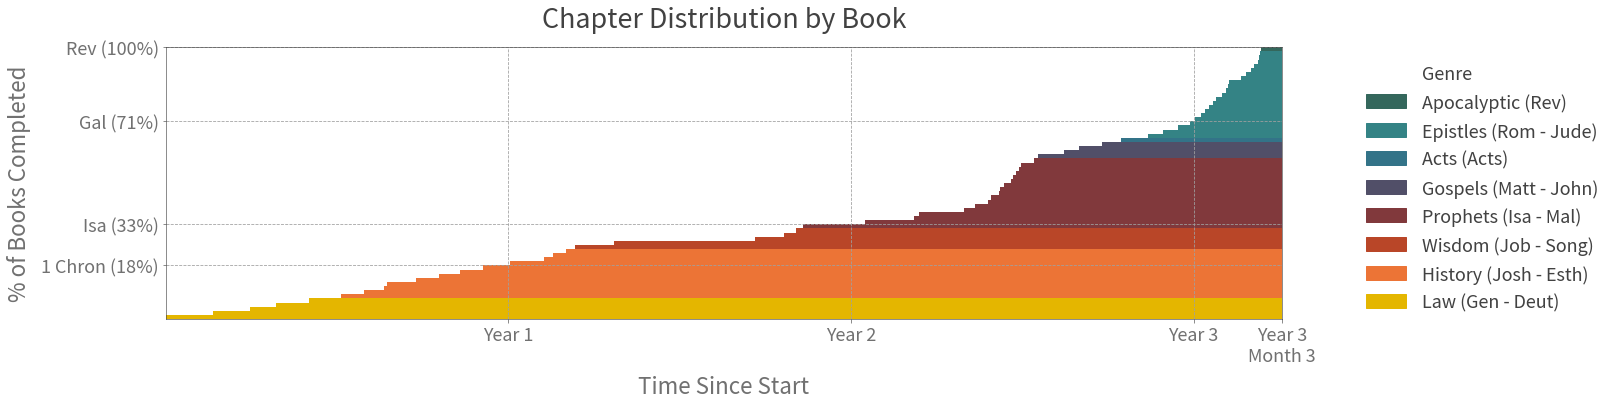 Chapter Distribution by Book
% of Books Completed
Rev (100%)
Gal (71%)
Isa (33%)
1 Chron (18%)
Year 1
Year 2
Year 3
Year 3
Month 3
Time Since Start
Genre
Apocalyptic (Rev)
Epistles (Rom - Jude)
Acts (Acts)
Gospels (Matt - John)
Prophets (Isa - Mal)
Wisdom (Job - Song)
History (Josh - Esth)
Law (Gen - Deut)